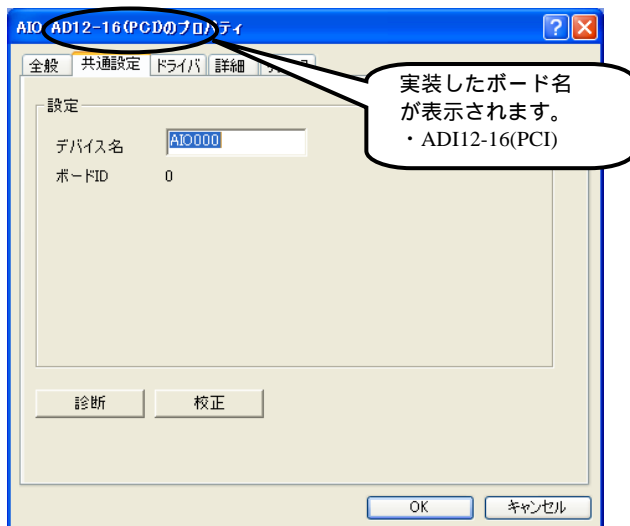 AIO AD12-16(PCI)のプロパティ
全般 共通設定 ドライバ 詳細
実装したボード名
が表示されます。
・ADI12-16(PCI)
設定
デバイス名 AIO000
ボードID 0
診断 校正
OK キャンセル